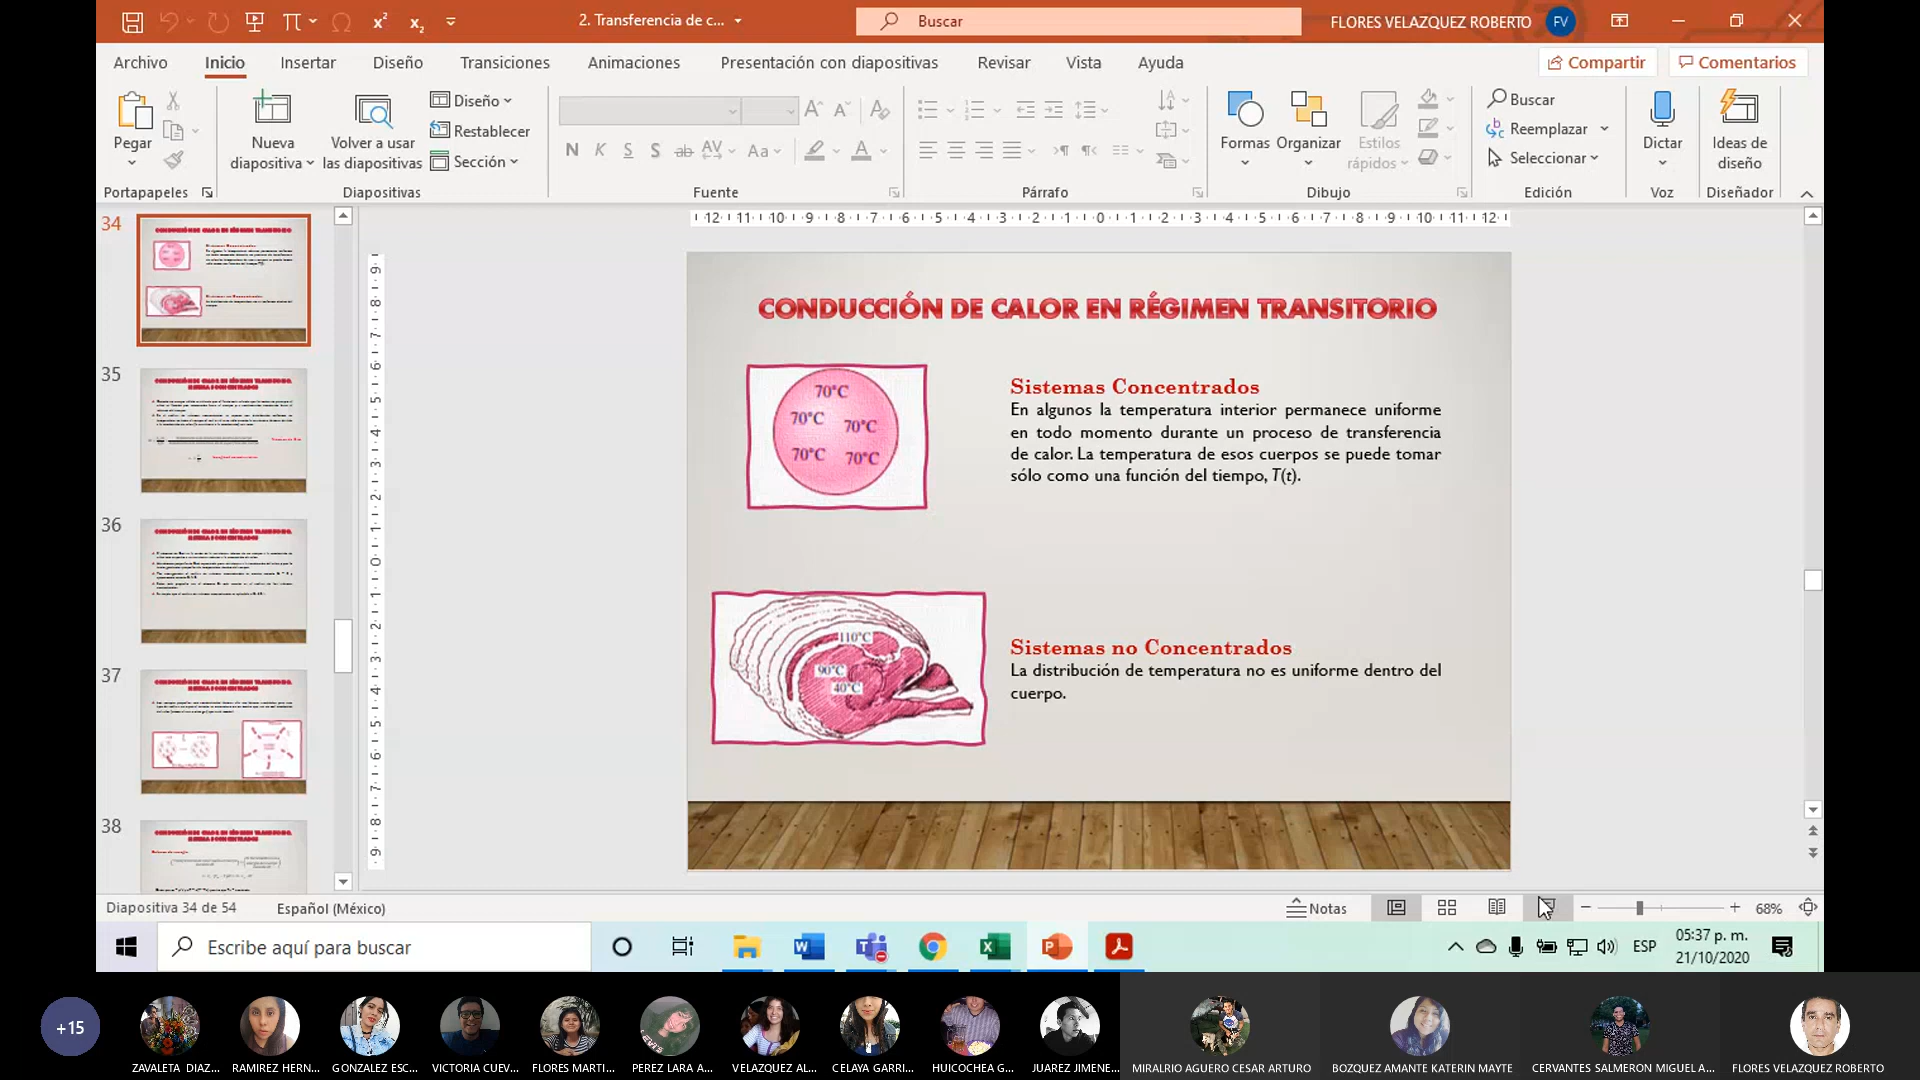 2. Transferencia de c...
Buscar
FLORES VELAZQUEZ ROBERTO
FV
Archivo
Inicio
Insertar
Diseño
Transiciones
Animaciones
Presentación con diapositivas
Revisar
Vista
Ayuda
Compartir
Comentarios
Pegar
Nueva diapositiva
Volver a usar las diapositivas
Diseño
Restablecer
Sección
N K S S ab AV Aa A
Formas
Organizar
Estilos rápidos
Buscar
Reemplazar
Seleccionar
Dictar
Ideas de diseño
Portapapeles
Diapositivas
Fuente
Párrafo
Dibujo
Edición
Voz
Diseñador
34
35
36
37
38
CONDUCCIÓN DE CALOR EN RÉGIMEN TRANSITORIO
70°C
70°C
70°C
70°C
70°C
Sistemas Concentrados
En algunos la temperatura interior permanece uniforme
en todo momento durante un proceso de transferencia
de calor. La temperatura de esos cuerpos se puede tomar
sólo como una función del tiempo, T(t).
110°C
90°C
40°C
Sistemas no Concentrados
La distribución de temperatura no es uniforme dentro del
cuerpo.
Diapositiva 34 de 54
Español (México)
Notas
68%
Escribe aquí para buscar
ESP
05:37 p. m.
21/10/2020
+15
ZAVALETA DIAZ...
RAMIREZ HERN...
GONZALEZ ESC...
VICTORIA CUEV...
FLORES MARTI...
PEREZ LARA A...
VELAZQUEZ AL...
CELAYA GARRI...
HUICOCHEA G...
JUAREZ JIMENE...
MIRALRIO AGUERO CESAR ARTURO
BOZQUEZ AMANTE KATERIN MAYTE
CERVANTES SALMERON MIGUEL A...
FLORES VELAZQUEZ ROBERTO